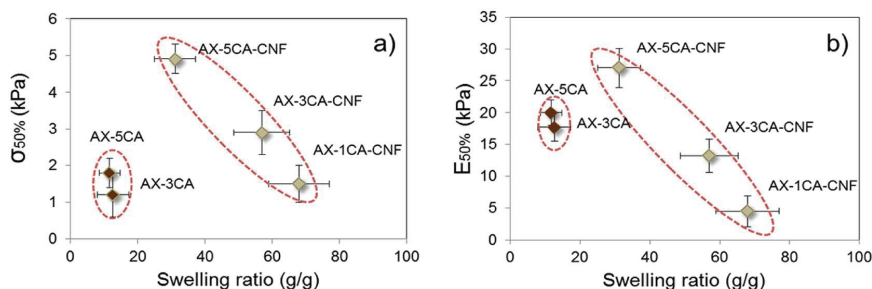 a)
σ50% (kPa)
6
5
4
3
2
1
0
AX-5CA-CNF
AX-3CA-CNF
AX-5CA
AX-1CA-CNF
AX-3CA
0 20 40 60 80 100
Swelling ratio (g/g)
b)
E50% (kPa)
35
30
25
20
15
10
5
0
AX-5CA-CNF
AX-5CA
AX-3CA
AX-3CA-CNF
AX-1CA-CNF
0 20 40 60 80 100
Swelling ratio (g/g)